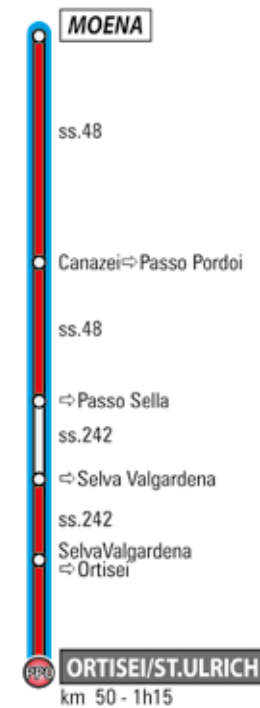 MOENA
ss.48
Canazei⇨Passo Pordoi
ss.48
⇨Passo Sella
ss.242
⇨Selva Valgardena
ss.242
SelvaValgardena
⇨Ortisei
PPO
ORTISEI/ST.ULRICH
km 50 - 1h15